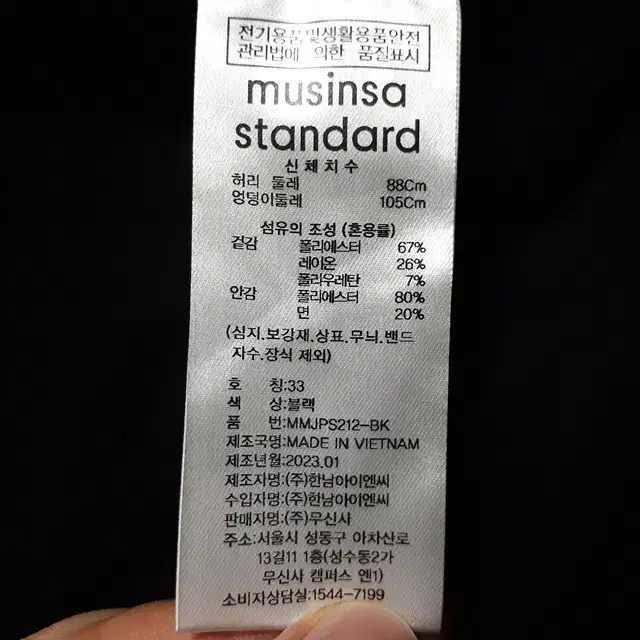 전기용품및생활용품안전
관리법에 의한 품질표시
musinsa
standard
신체치수
허리 둘레 88Cm
엉덩이둘레 105Cm
섬유의 조성 (혼용률)
겉감 폴리에스터 67%
레이온 26%
폴리우레탄 7%
안감 폴리에스터 80%
면 20%
(심지.보강재.상표.무늬.밴드
자수.장식 제외)
호 칭:33
색 상:블랙
품 번:MMJPS212-BK
제조국명:MADE IN VIETNAM
제조년월:2023.01
제조자명:(주)한남아이엔씨
수입자명:(주)한남아이엔씨
판매자명:(주)무신사
주소:서울시 성동구 아차산로
13길11 1층(성수동2가
무신사 캠퍼스 엔1)
소비자상담실:1544-7199